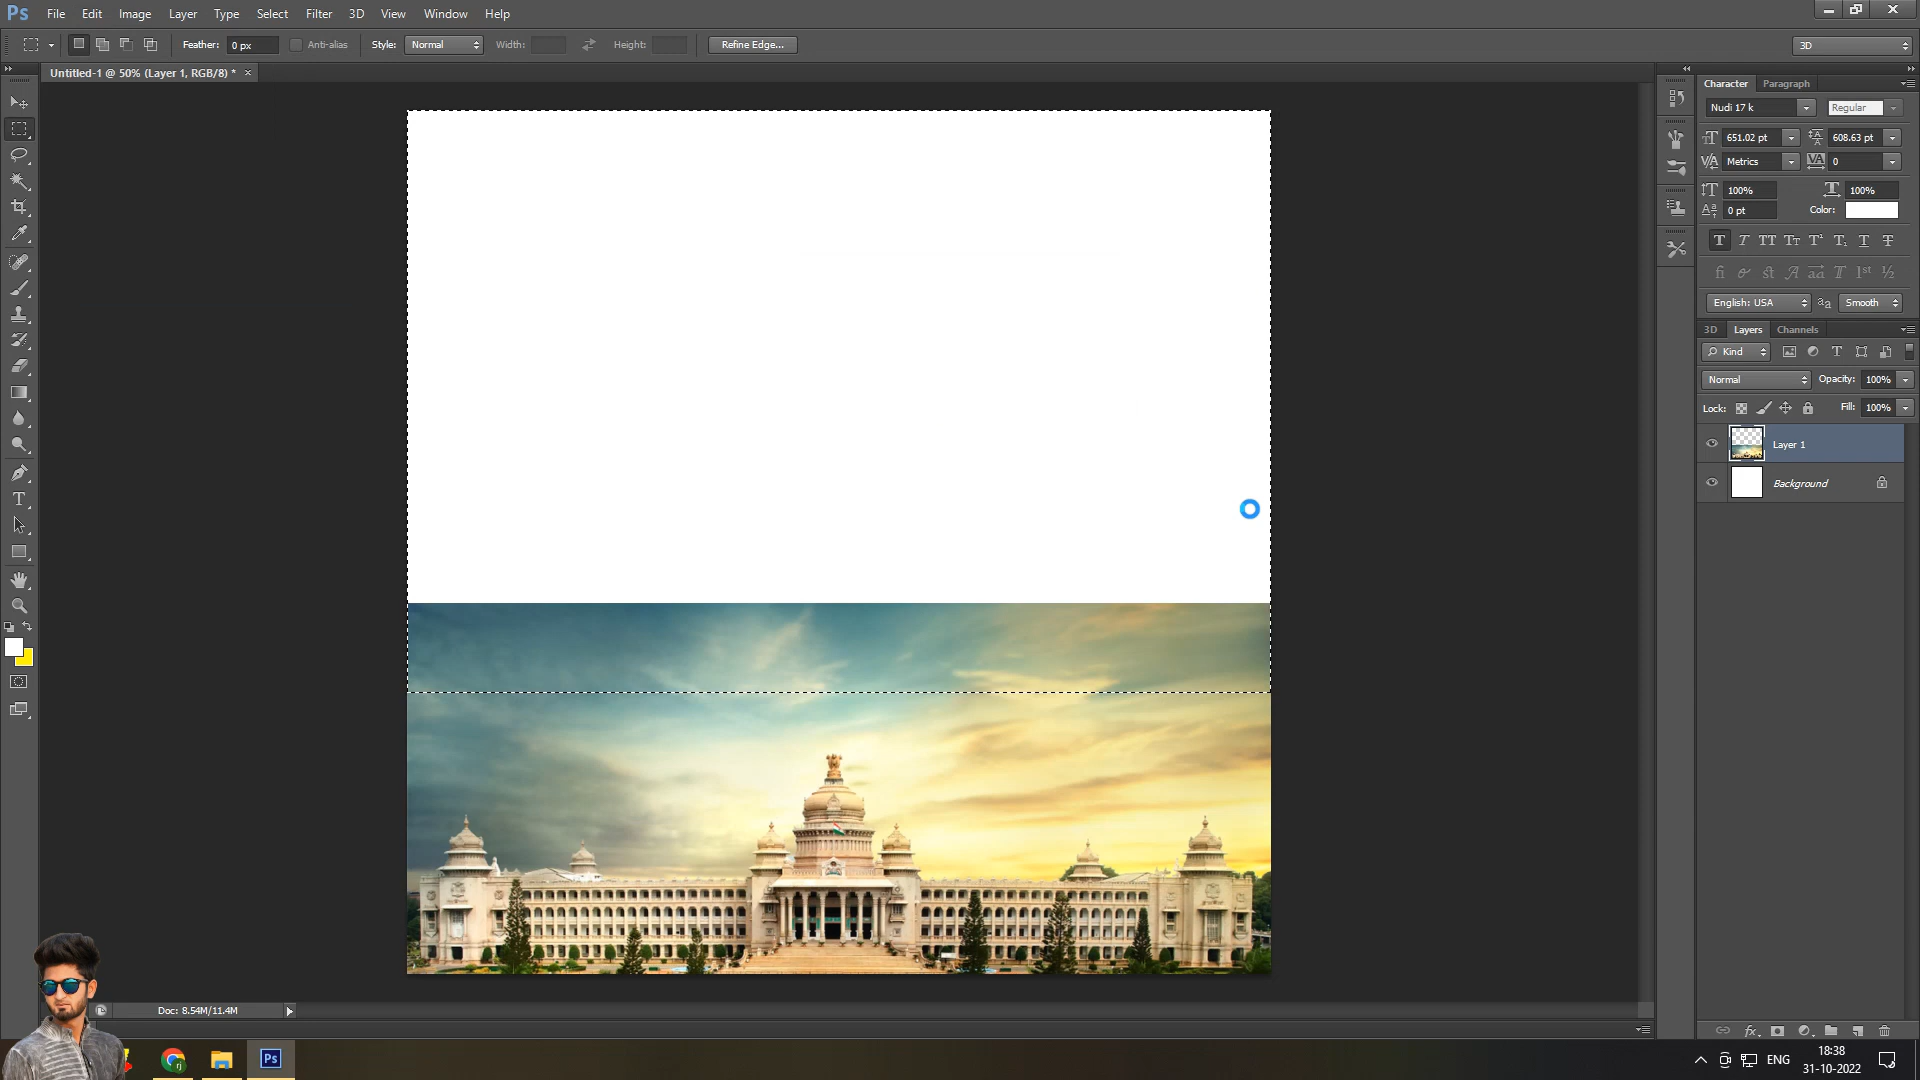 Ps File Edit Image Layer Type Select Filter 3D View Window Help
Feather: 0 px Anti-alias Style: Normal Width: Height: Refine Edge... 3D
Untitled-1 @ 50% (Layer 1, RGB/8) * ×
Character Paragraph
Nudi 17 k Regular
651.02 pt 608.63 pt
Metrics 0
100% 100%
0 pt Color:
English: USA Smooth
3D Layers Channels
Kind
Normal Opacity: 100%
Lock: Fill: 100%
Layer 1
Background
Doc: 8.54M/11.4M
Ps ENG 18:38
31-10-2022